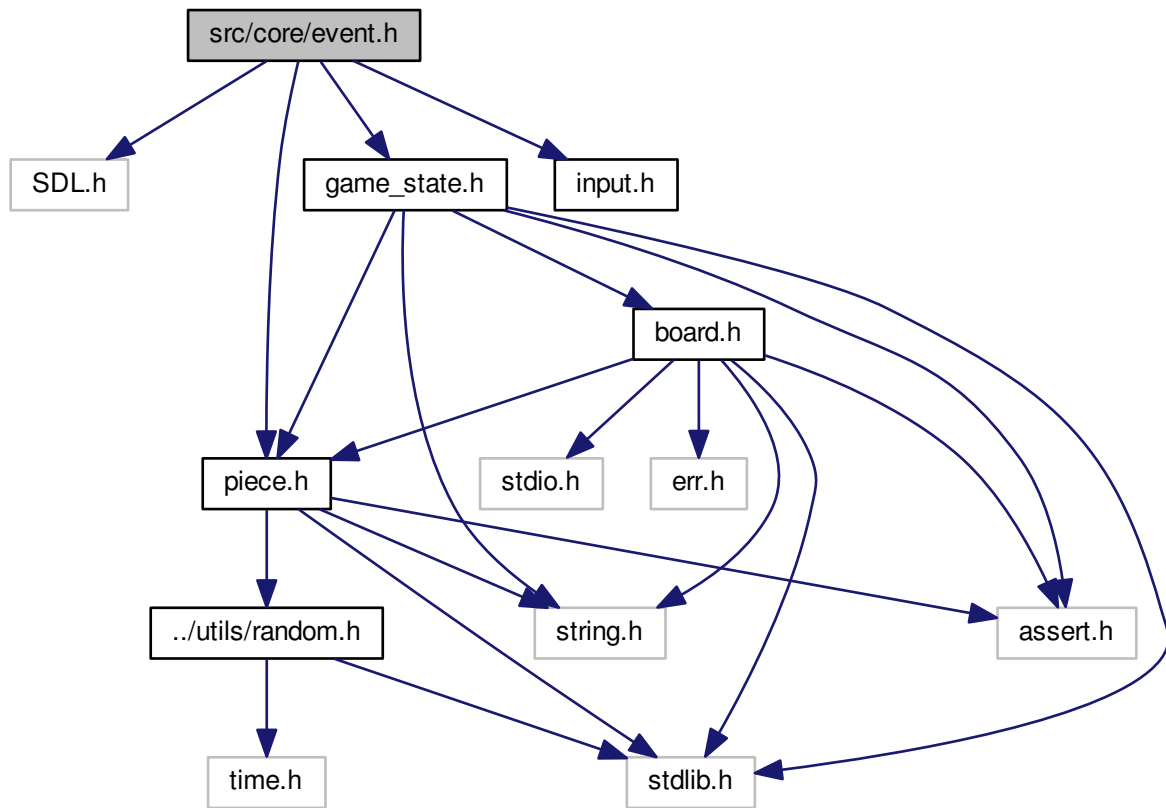 src/core/event.h
SDL.h
game_state.h
input.h
board.h
piece.h
stdio.h
err.h
../utils/random.h
string.h
assert.h
time.h
stdlib.h